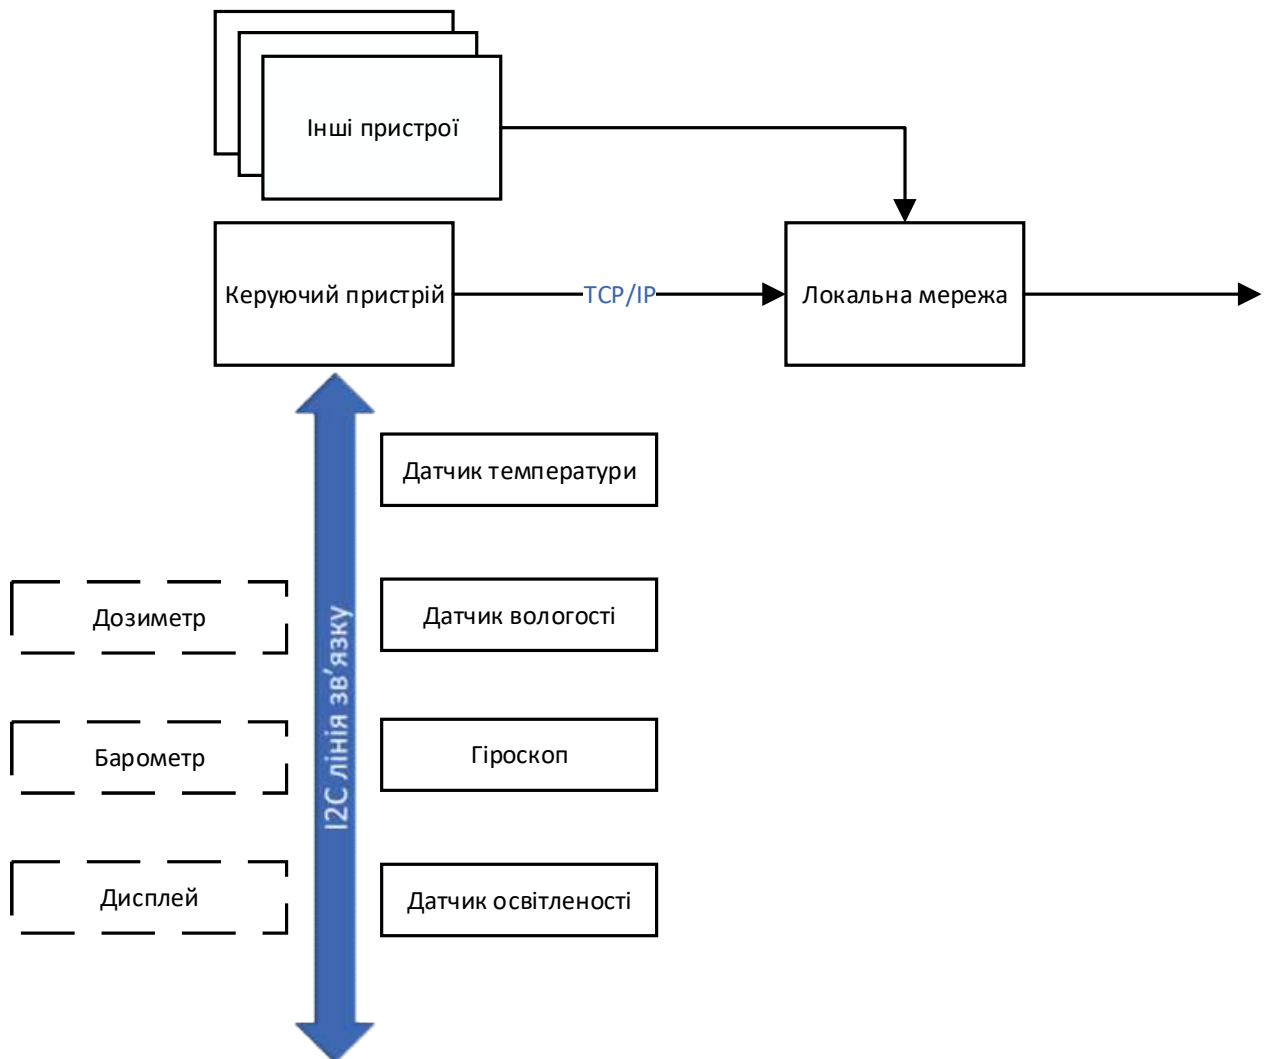 Інші пристрої
Керуючий пристрій
TCP/IP
Локальна мережа
Датчик температури
Дозиметр
Датчик вологості
I2C лінія зв’язку
Барометр
Гіроскоп
Дисплей
Датчик освітленості